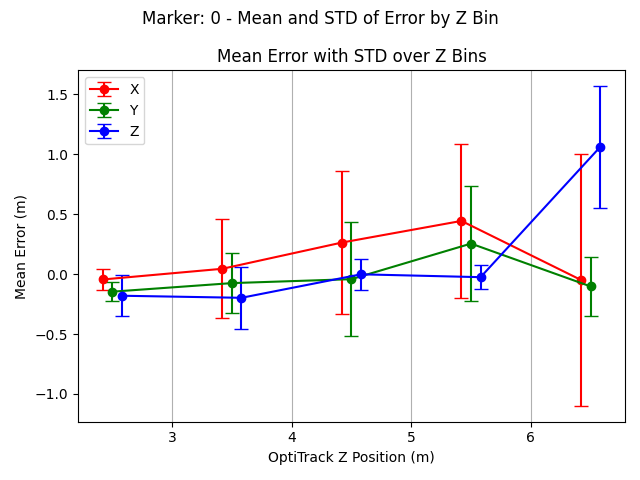 Marker: 0 - Mean and STD of Error by Z Bin
Mean Error with STD over Z Bins
X
Y
Z
1.5
1.0
0.5
0.0
−0.5
−1.0
Mean Error (m)
3 4 5 6
OptiTrack Z Position (m)